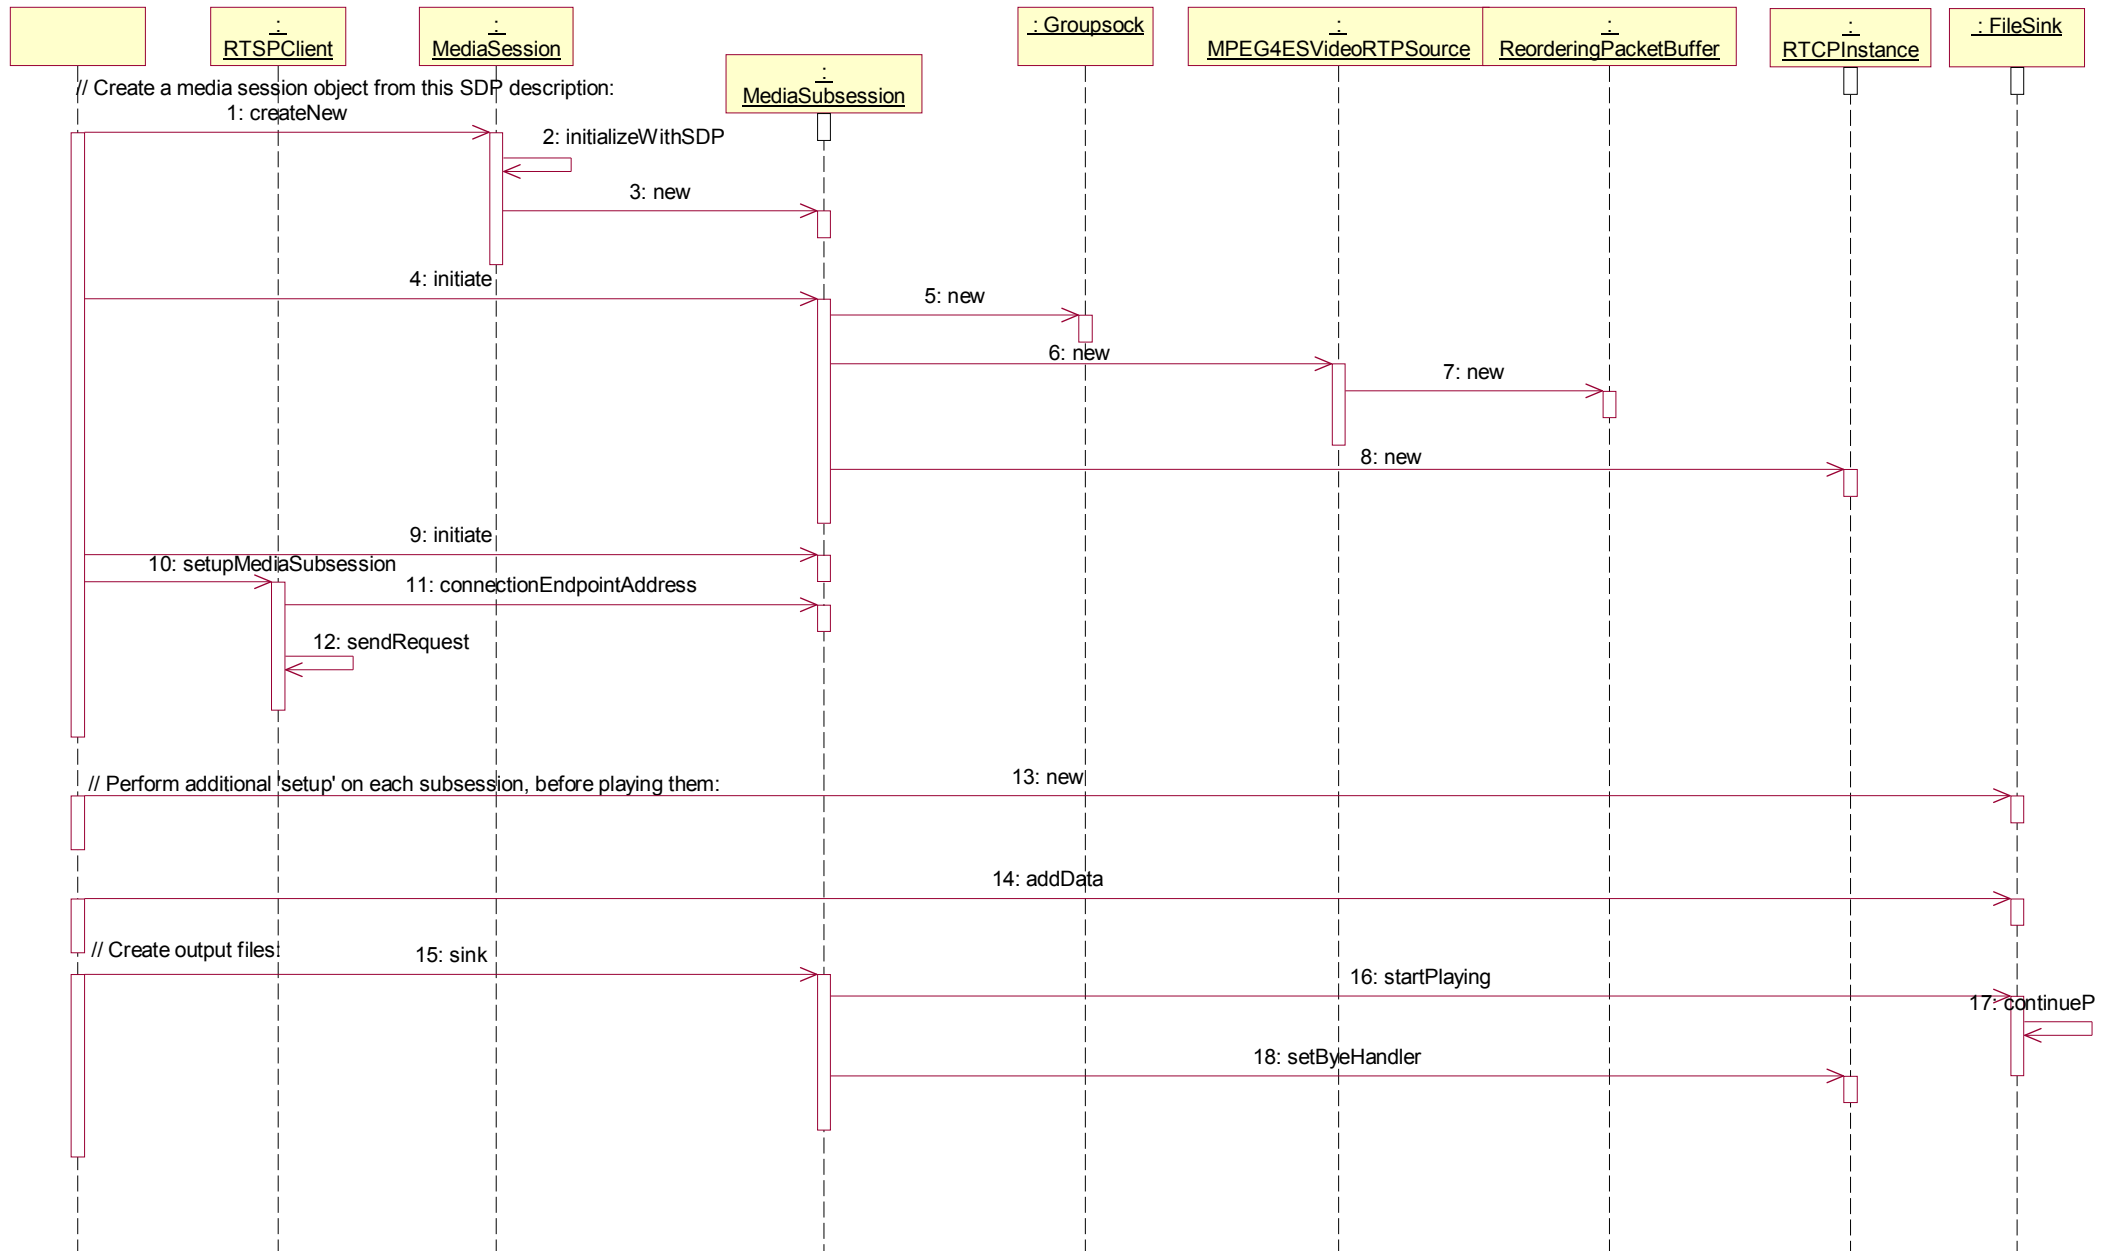 :
RTSPClient
:
MediaSession
:
MediaSubsession
: Groupsock
:
MPEG4ESVideoRTPSource
:
ReorderingPacketBuffer
:
RTCPInstance
: FileSink
// Create a media session object from this SDP description:
1: createNew
2: initializeWithSDP
3: new
4: initiate
5: new
6: new
7: new
8: new
9: initiate
10: setupMediaSubsession
11: connectionEndpointAddress
12: sendRequest
// Perform additional 'setup' on each subsession, before playing them:
13: new
14: addData
// Create output files:
15: sink
16: startPlaying
17: continueP
18: setByeHandler